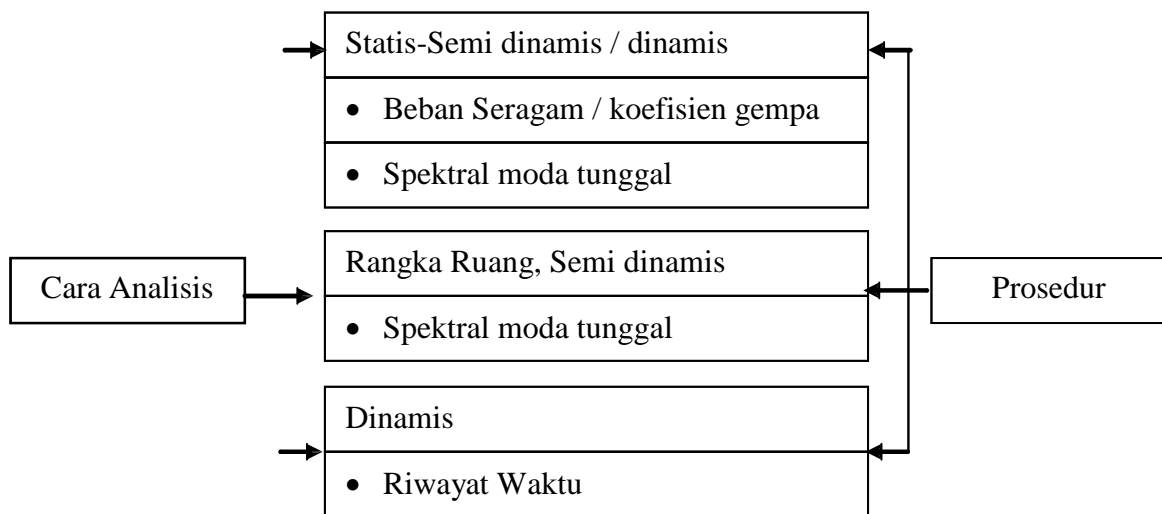 Statis-Semi dinamis / dinamis
• Beban Seragam / koefisien gempa
• Spektral moda tunggal
Cara Analisis
Rangka Ruang, Semi dinamis
• Spektral moda tunggal
Prosedur
Dinamis
• Riwayat Waktu